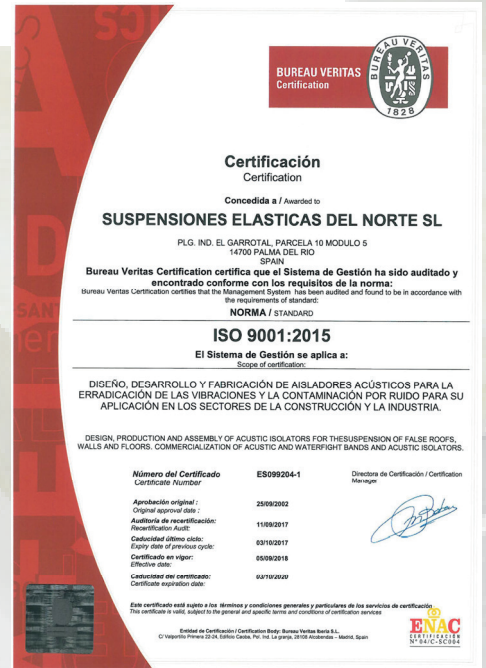 BUREAU VERITAS
Certification
BUREAU VERITAS
1828
Certificación
Certification
Concedida a / Awarded to
SUSPENSIONES ELASTICAS DEL NORTE SL
PLG. IND. EL GARROTAL, PARCELA 10 MODULO 5
14700 PALMA DEL RIO
SPAIN
Bureau Veritas Certification certifica que el Sistema de Gestión ha sido auditado y
encontrado conforme con los requisitos de la norma:
Bureau Veritas Certification certifies that the Management System has been audited and found to be in accordance with
the requirements of standard:
NORMA / STANDARD
ISO 9001:2015
El Sistema de Gestión se aplica a:
Scope of certification:
DISEÑO, DESARROLLO Y FABRICACIÓN DE AISLADORES ACÚSTICOS PARA LA
ERRADICACIÓN DE LAS VIBRACIONES Y LA CONTAMINACIÓN POR RUIDO PARA SU
APLICACIÓN EN LOS SECTORES DE LA CONSTRUCCIÓN Y LA INDUSTRIA.
DESIGN, PRODUCTION AND ASSEMBLY OF ACUSTIC ISOLATORS FOR THESUSPENSION OF FALSE ROOFS,
WALLS AND FLOORS. COMMERCIALIZATION OF ACUSTIC AND WATERFIGHT BANDS AND ACUSTIC ISOLATORS.
Número del Certificado ES099204-1
Certificate Number
Directora de Certificación / Certification
Manager
Aprobación original : 25/09/2002
Original approval date :
Auditoría de recertificación: 11/09/2017
Recertification Audit:
Caducidad último ciclo: 03/10/2017
Expiry date of previous cycle:
Certificado en vigor: 05/09/2018
Effective date:
Caducidad del certificado: 03/10/2020
Certificate expiration date:
Este certificado está sujeto a los términos y condiciones generales y particulares de los servicios de certificación
This certificate is valid, subject to the general and specific terms and conditions of certification services
Entidad de Certificación / Certification Body: Bureau Veritas Iberia S.L.
C/ Valportillo Primera 22-24, Edificio Caoba, Pol. Ind. La granja, 28108 Alcobendas – Madrid, Spain
ENAC
CERTIFICACIÓN
Nº 04/C-SC004